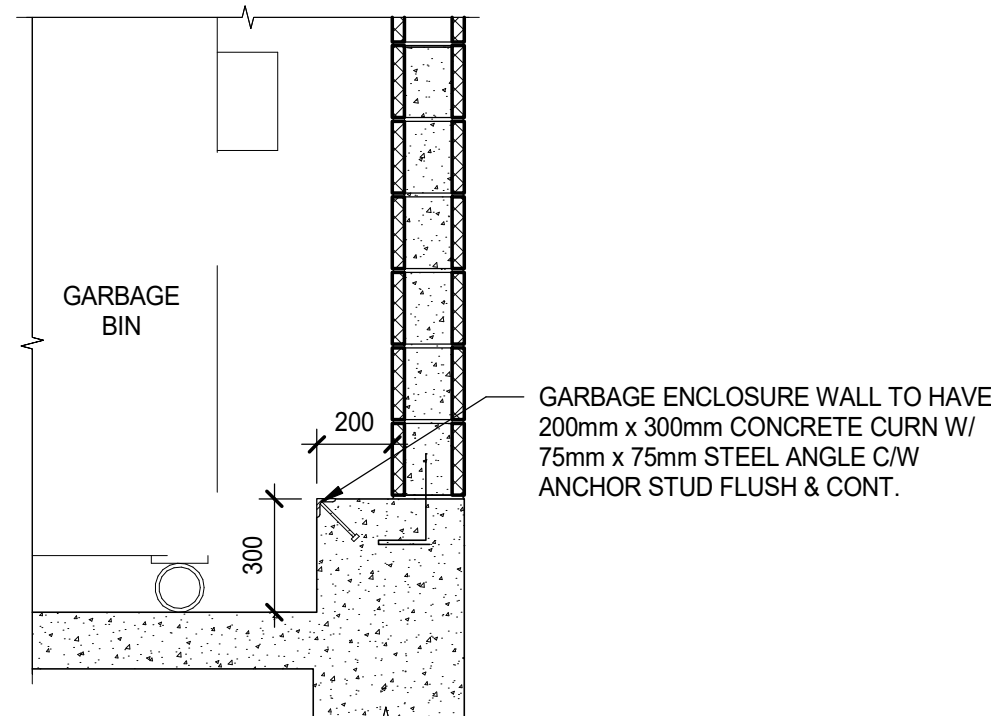 GARBAGE
BIN
200
300
GARBAGE ENCLOSURE WALL TO HAVE
200mm x 300mm CONCRETE CURN W/
75mm x 75mm STEEL ANGLE C/W
ANCHOR STUD FLUSH & CONT.